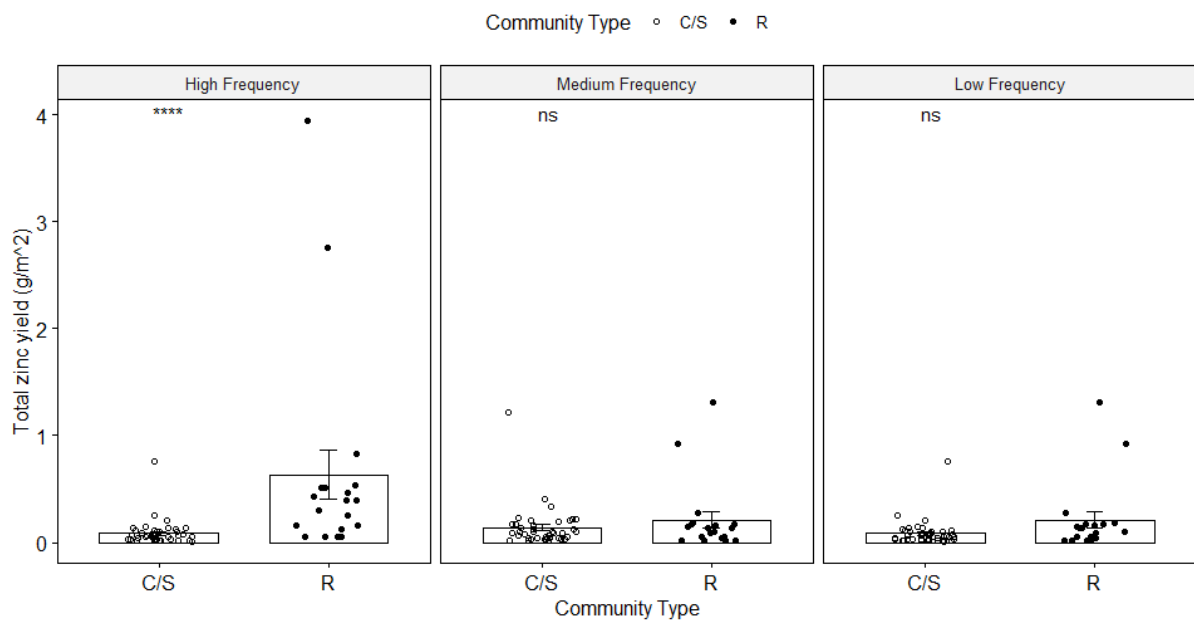 Community Type C/S R
High Frequency Medium Frequency Low Frequency
**** ns ns
4
3
2
1
0
Total zinc yield (g/m^2)
C/S R C/S R C/S R
Community Type